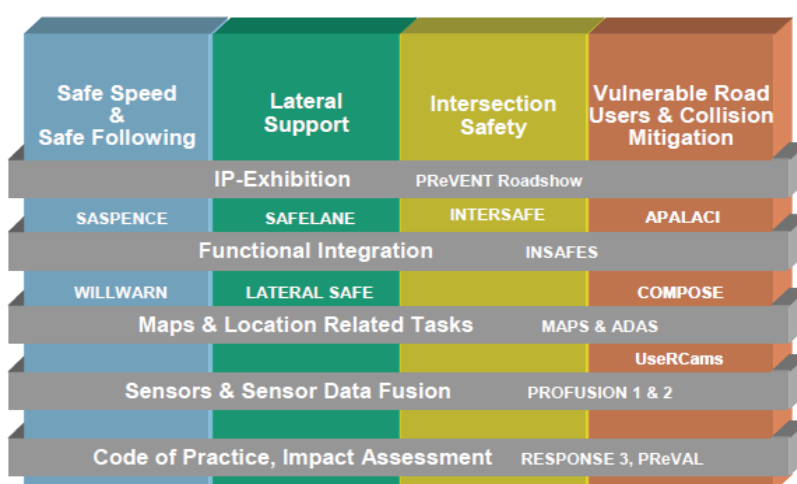 Safe Speed
&
Safe Following
Lateral
Support
Intersection
Safety
Vulnerable Road
Users & Collision
Mitigation
IP-Exhibition PReVENT Roadshow
SASPENCE SAFELANE INTERSAFE APALACI
Functional Integration INSAFES
WILLWARN LATERAL SAFE COMPOSE
Maps & Location Related Tasks MAPS & ADAS
UseRCams
Sensors & Sensor Data Fusion PROFUSION 1 & 2
Code of Practice, Impact Assessment RESPONSE 3, PReVAL